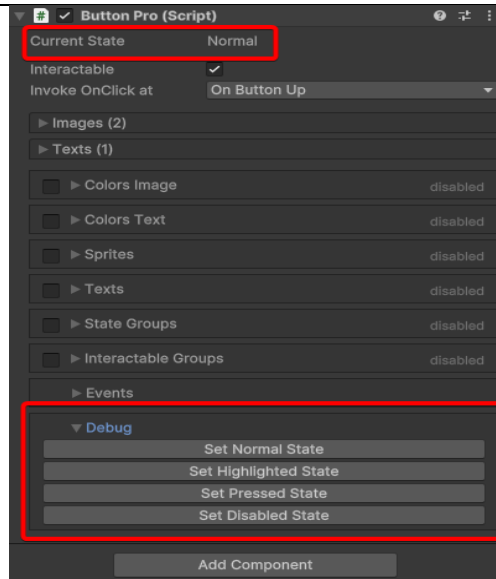 Button Pro (Script)
Current State Normal
Interactable
Invoke OnClick at On Button Up
Images (2)
Texts (1)
Colors Image disabled
Colors Text disabled
Sprites disabled
Texts disabled
State Groups disabled
Interactable Groups disabled
Events
Debug
Set Normal State
Set Highlighted State
Set Pressed State
Set Disabled State
Add Component